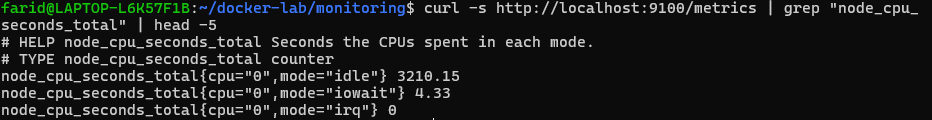 farid@LAPTOP-L6K57F1B:~/docker-lab/monitoring$ curl -s http://localhost:9100/metrics | grep "node_cpu_
seconds_total" | head -5
# HELP node_cpu_seconds_total Seconds the CPUs spent in each mode.
# TYPE node_cpu_seconds_total counter
node_cpu_seconds_total{cpu="0",mode="idle"} 3210.15
node_cpu_seconds_total{cpu="0",mode="iowait"} 4.33
node_cpu_seconds_total{cpu="0",mode="irq"} 0